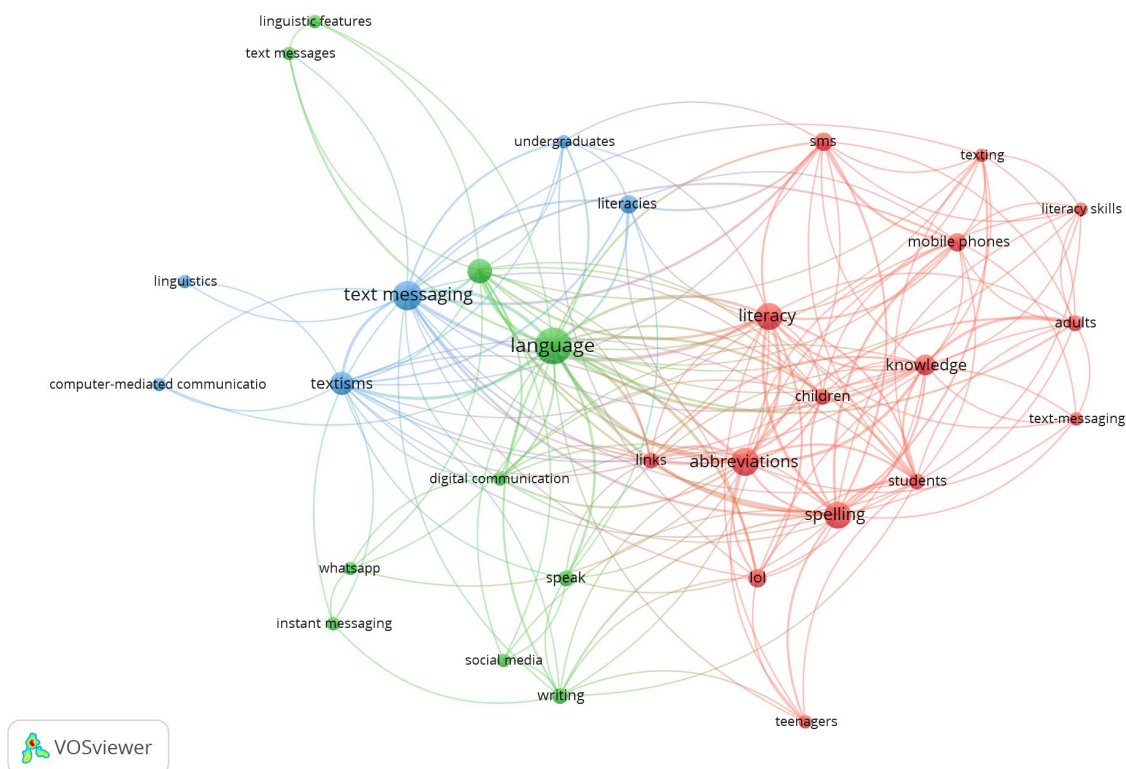 linguistic features
text messages
undergraduates
sms
texting
literacies
literacy skills
mobile phones
linguistics
text messaging
literacy
adults
language
knowledge
computer-mediated communicatio
textisms
children
text-messaging
links
abbreviations
digital communication
students
spelling
whatsapp
speak
lol
instant messaging
social media
writing
teenagers
VOSviewer